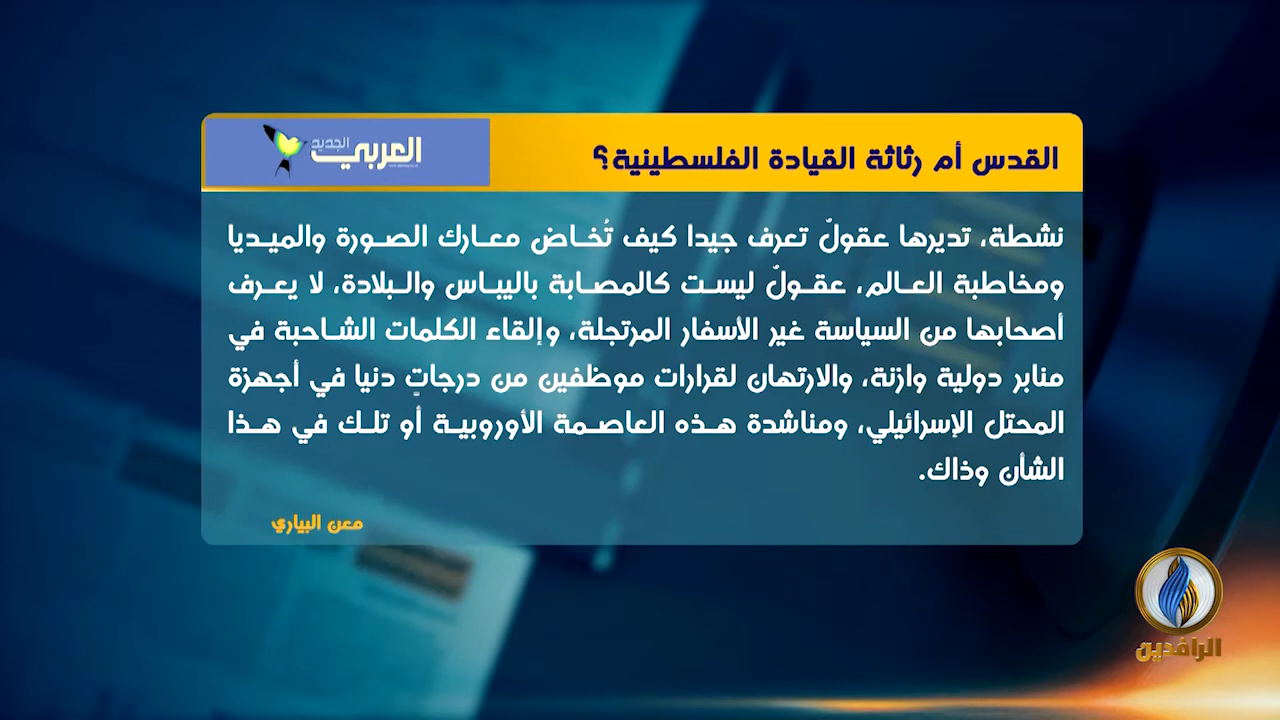 القدس أم رثاثة القيادة الفلسطينية؟
العربي الجديد
نشطة، تديرها عقولٌ تعرف جيدا كيف تُخاض معارك الصورة والميديا
ومخاطبة العالم، عقولٌ ليست كالمصابة باليباس والبلادة، لا يعرف
أصحابها من السياسة غير الأسفار المرتجلة، وإلقاء الكلمات الشاحبة في
منابر دولية وازنة، والارتهان لقرارات موظفين من درجاتٍ دنيا في أجهزة
المحتل الإسرائيلي، ومناشدة هذه العاصمة الأوروبية أو تلك في هذا
الشأن وذاك.
معن البياري
الرافدين